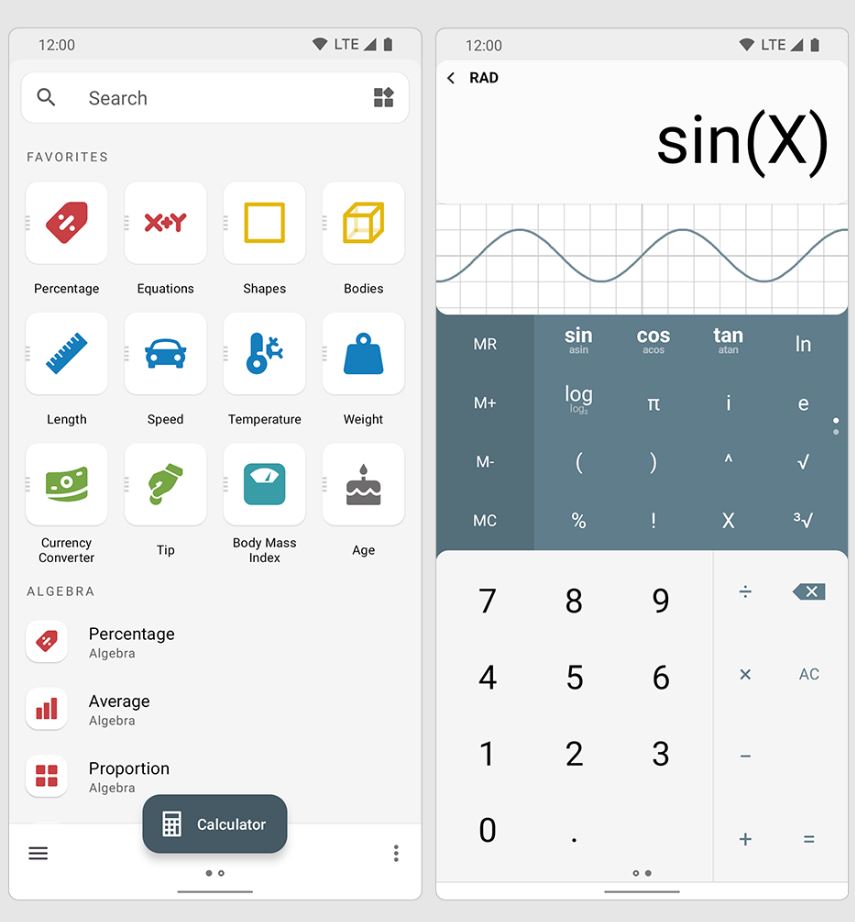 12:00 LTE
Search
FAVORITES
X+Y
Percentage Equations Shapes Bodies
Length Speed Temperature Weight
Currency
Converter
Tip
Body Mass
Index
Age
ALGEBRA
Percentage
Algebra
Average
Algebra
Proportion
Algebra
Calculator
12:00 LTE
RAD
sin(X)
MR sin cos tan ln
asin acos atan
M+ log π i e
log₂
M- ( ) ^ √
MC % ! X ³√
7 8 9 ÷
4 5 6 × AC
1 2 3 −
0 . + =